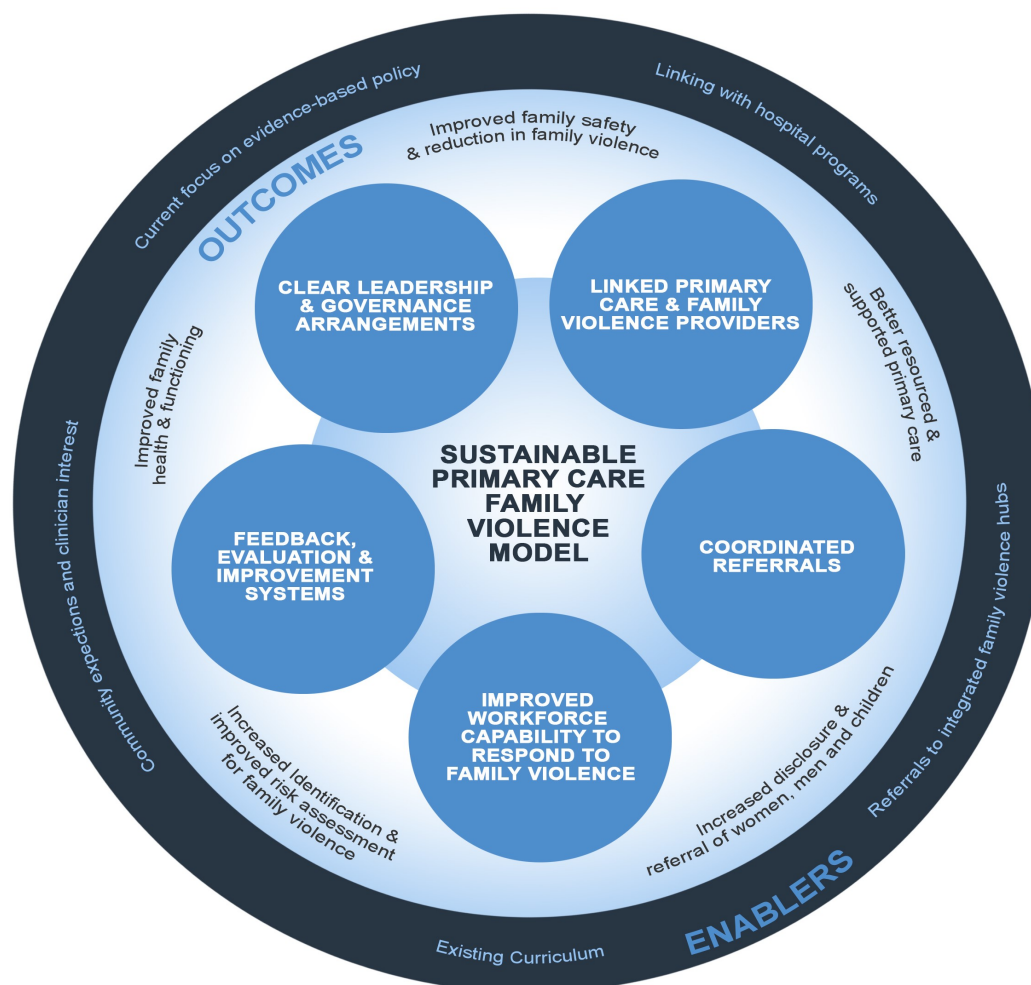 Current focus on evidence-based policy
Linking with hospital programs
OUTCOMES
Improved family safety
& reduction in family violence
CLEAR LEADERSHIP
& GOVERNANCE
ARRANGEMENTS
LINKED PRIMARY
CARE & FAMILY
VIOLENCE PROVIDERS
Improved family
health & functioning
Better resourced &
supported primary care
SUSTAINABLE
PRIMARY CARE
FAMILY
VIOLENCE
MODEL
FEEDBACK,
EVALUATION &
IMPROVEMENT
SYSTEMS
COORDINATED
REFERRALS
Community expections and clinician interest
Referrals to integrated family violence hubs
IMPROVED
WORKFORCE
CAPABILITY TO
RESPOND TO
FAMILY VIOLENCE
Increased Identification &
improved risk assessment
for family violence
Increased disclosure &
referral of women, men and children
ENABLERS
Existing Curriculum